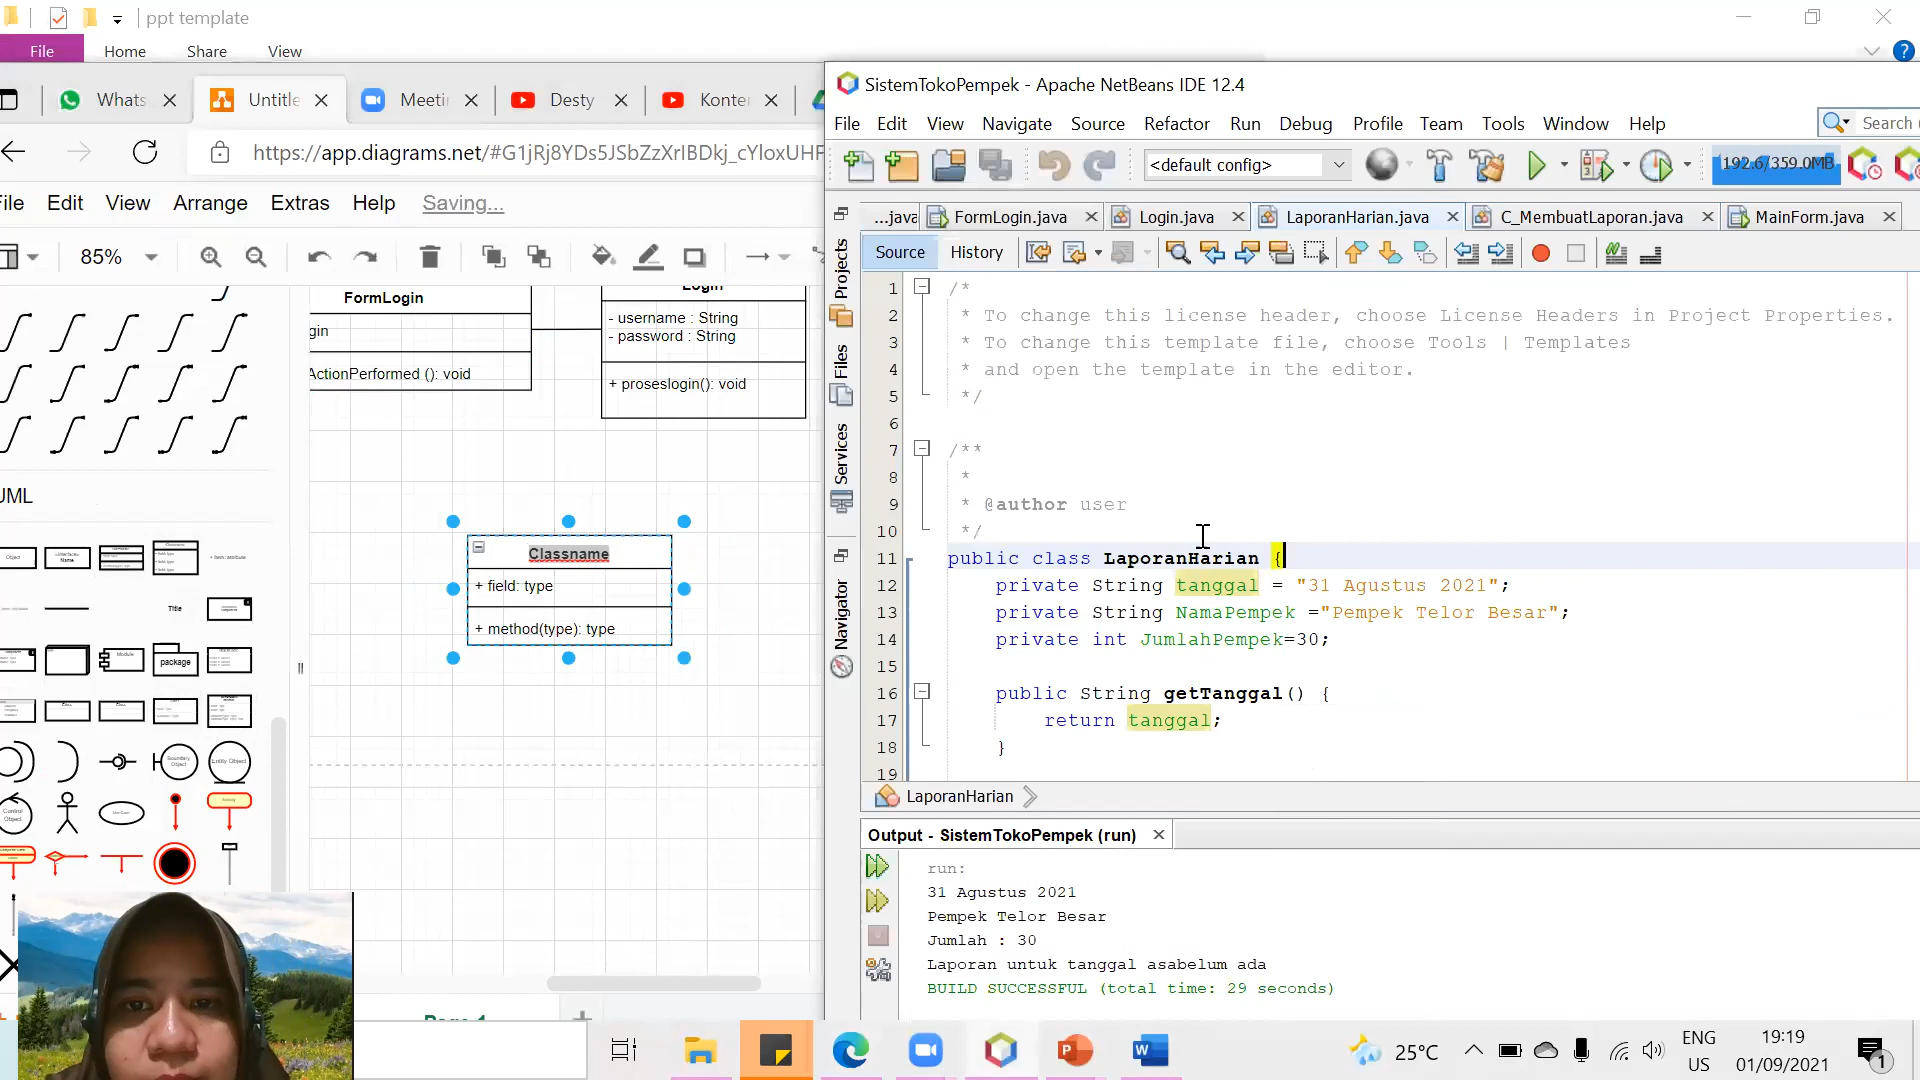 ppt template
File Home Share View
Whats Untitle Meeti Desty Konte
https://app.diagrams.net/#G1jRj8YDs5JSbZzXrIBDkj_cYloxUHF
File Edit View Arrange Extras Help Saving...
85%
FormLogin
gin
ActionPerformed (): void
Login
- username : String
- password : String
+ proseslogin(): void
Classname
+ field: type
+ method(type): type
UML
Title
package
Page-1
SistemTokoPempek - Apache NetBeans IDE 12.4
File Edit View Navigate Source Refactor Run Debug Profile Team Tools Window Help
Search (
<default config>
192.6/359.0MB
...java FormLogin.java Login.java LaporanHarian.java C_MembuatLaporan.java MainForm.java
Source History
Projects
Files
Services
Navigator
1 /*
2 * To change this license header, choose License Headers in Project Properties.
3 * To change this template file, choose Tools | Templates
4 * and open the template in the editor.
5 */
6
7 /**
8 *
9 * @author user
10 */
11 public class LaporanHarian {
12 private String tanggal = "31 Agustus 2021";
13 private String NamaPempek ="Pempek Telor Besar";
14 private int JumlahPempek=30;
15
16 public String getTanggal() {
17 return tanggal;
18 }
19
LaporanHarian
Output - SistemTokoPempek (run)
run:
31 Agustus 2021
Pempek Telor Besar
Jumlah : 30
Laporan untuk tanggal asabelum ada
BUILD SUCCESSFUL (total time: 29 seconds)
25°C
ENG
US
19:19
01/09/2021
1